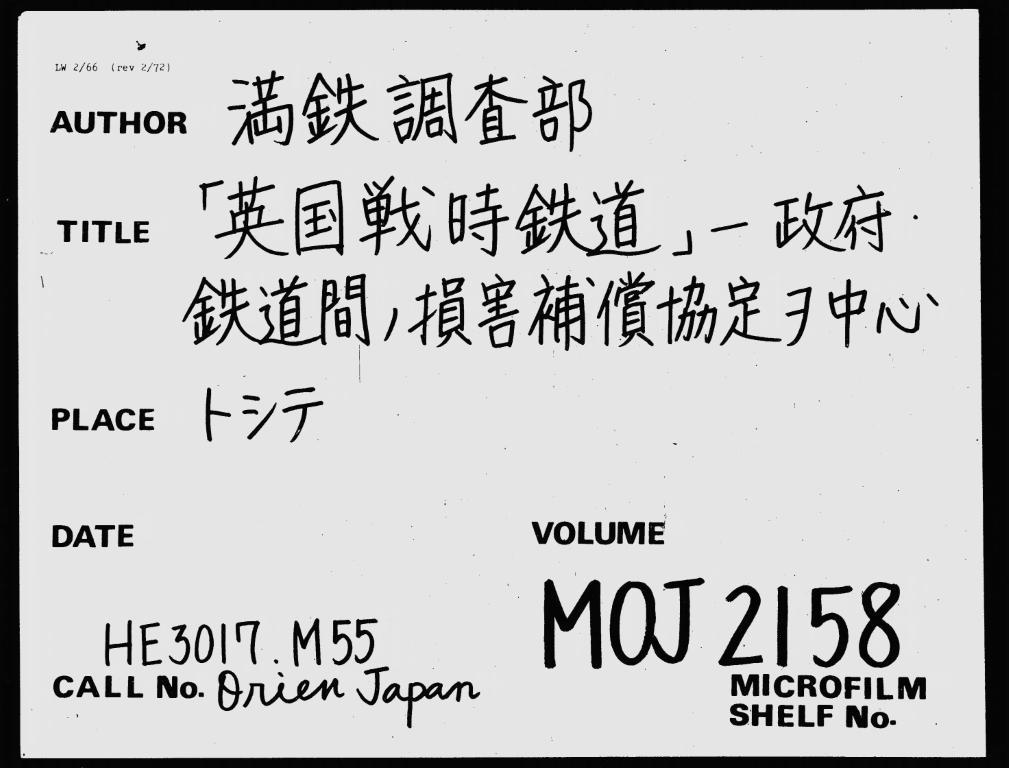 LW 2/66 (rev 2/72)
AUTHOR 満鉄調査部
TITLE 「英国戦時鉄道」― 政府・
鉄道間ノ損害補償協定ヲ中心
PLACE トシテ
DATE VOLUME
HE3017.M55 MOJ 2158
CALL No. Orien Japan MICROFILM
SHELF No.